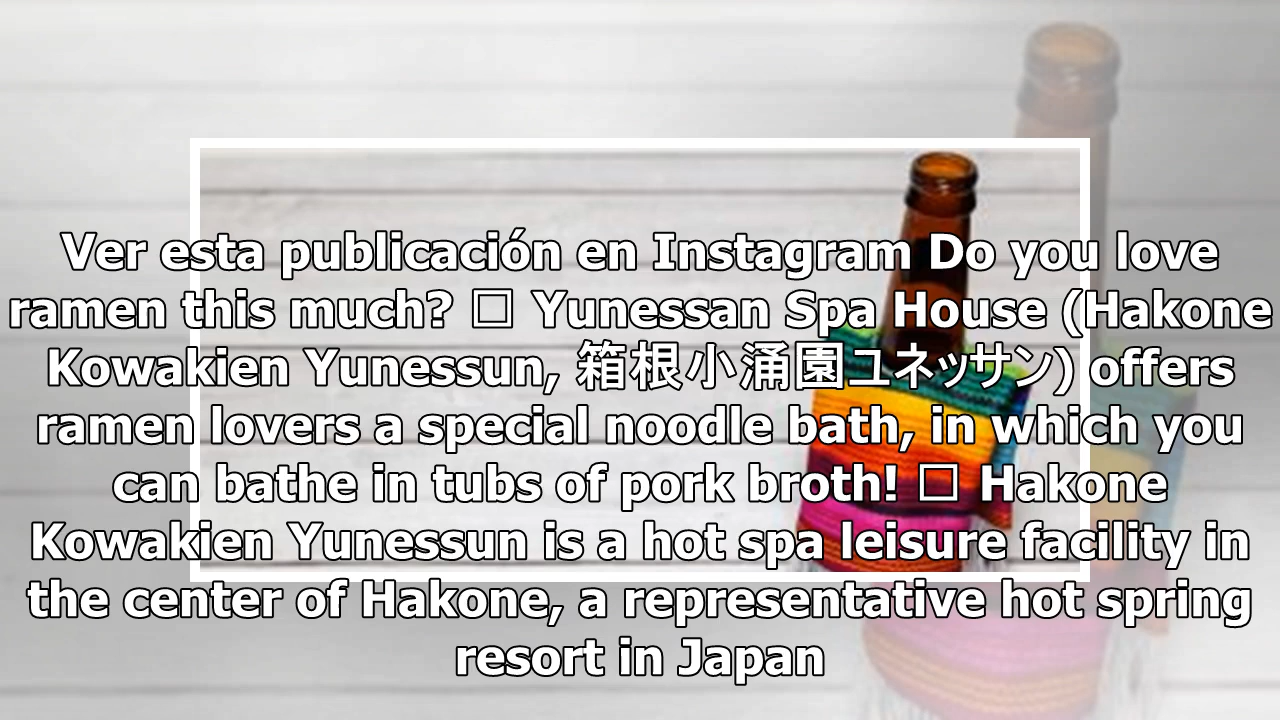 Ver esta publicación en Instagram Do you love
ramen this much? □ Yunessan Spa House (Hakone
Kowakien Yunessun, 箱根小涌園ユネッサン) offers
ramen lovers a special noodle bath, in which you
can bathe in tubs of pork broth! □ Hakone
Kowakien Yunessun is a hot spa leisure facility in
the center of Hakone, a representative hot spring
resort in Japan